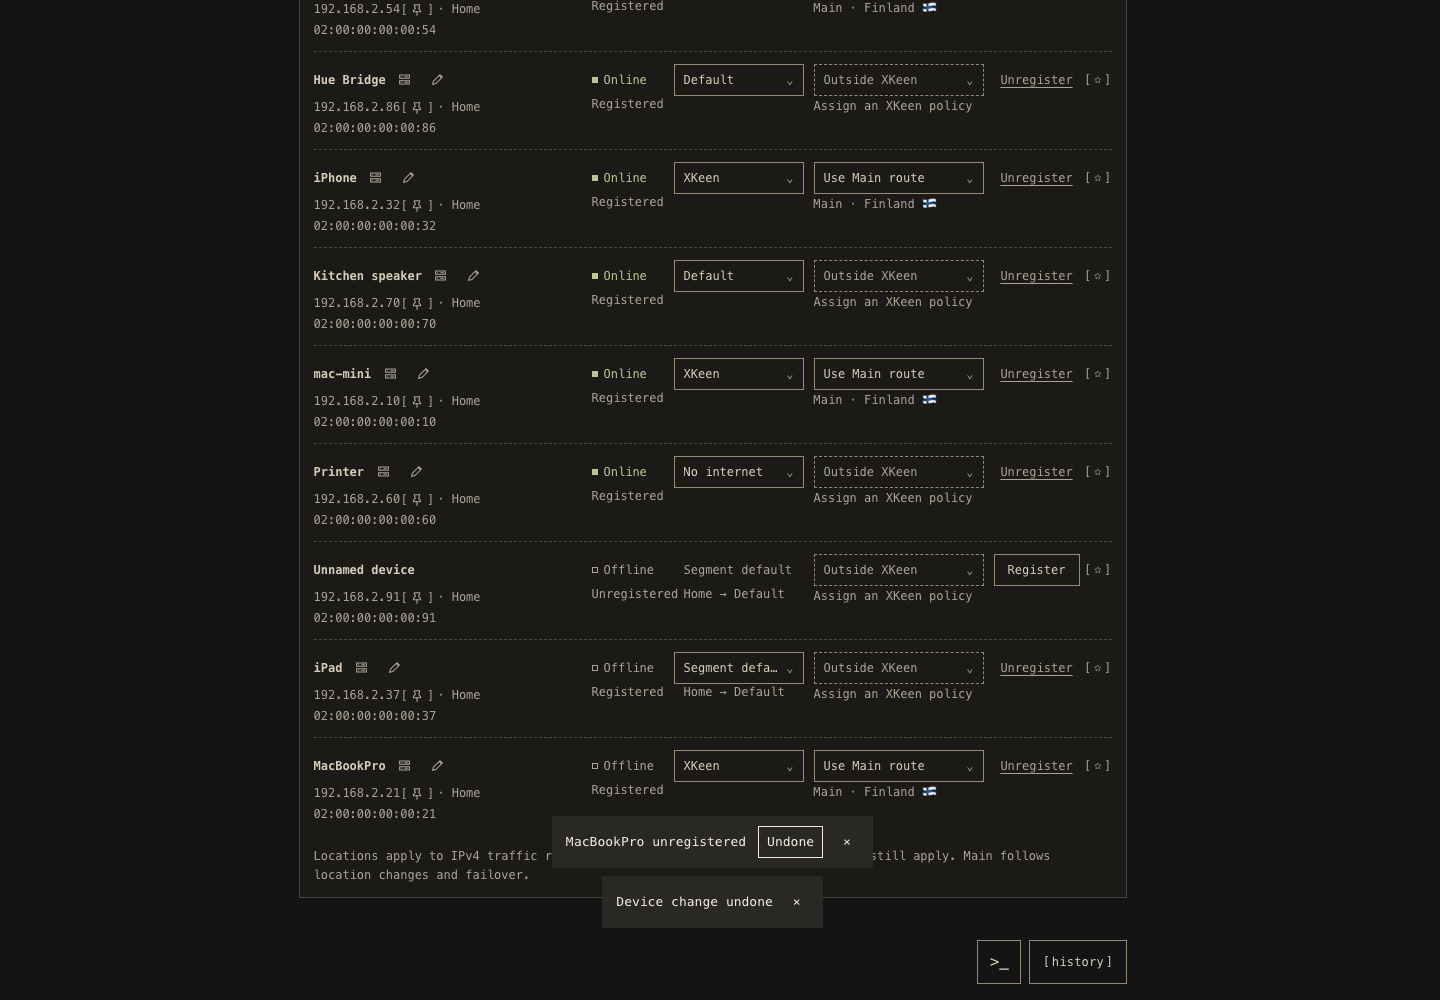 192.168.2.54[ ] · Home
Registered
Main · Finland
02:00:00:00:00:54
Hue Bridge
Online
Default
Outside XKeen
Unregister
[☆]
192.168.2.86[ ] · Home
Registered
Assign an XKeen policy
02:00:00:00:00:86
iPhone
Online
XKeen
Use Main route
Unregister
[☆]
192.168.2.32[ ] · Home
Registered
Main · Finland
02:00:00:00:00:32
Kitchen speaker
Online
Default
Outside XKeen
Unregister
[☆]
192.168.2.70[ ] · Home
Registered
Assign an XKeen policy
02:00:00:00:00:70
mac-mini
Online
XKeen
Use Main route
Unregister
[☆]
192.168.2.10[ ] · Home
Registered
Main · Finland
02:00:00:00:00:10
Printer
Online
No internet
Outside XKeen
Unregister
[☆]
192.168.2.60[ ] · Home
Registered
Assign an XKeen policy
02:00:00:00:00:60
Unnamed device
Offline
Segment default
Outside XKeen
Register
[☆]
192.168.2.91[ ] · Home
Unregistered
Home → Default
Assign an XKeen policy
02:00:00:00:00:91
iPad
Offline
Segment defa…
Outside XKeen
Unregister
[☆]
192.168.2.37[ ] · Home
Registered
Home → Default
Assign an XKeen policy
02:00:00:00:00:37
MacBookPro
Offline
XKeen
Use Main route
Unregister
[☆]
192.168.2.21[ ] · Home
Registered
Main · Finland
02:00:00:00:00:21
MacBookPro unregistered
Undone
×
Locations apply to IPv4 traffic
still apply. Main follows
location changes and failover.
Device change undone
×
>_
[history]